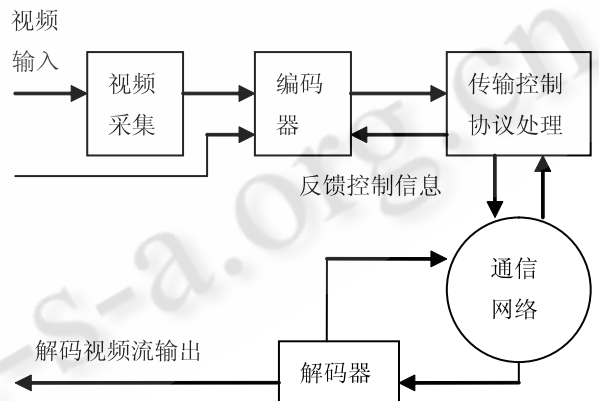 视频
输入
视频
采集
编码
器
传输控制
协议处理
反馈控制信息
通信
网络
解码视频流输出
解码器
-s-a.org.cn